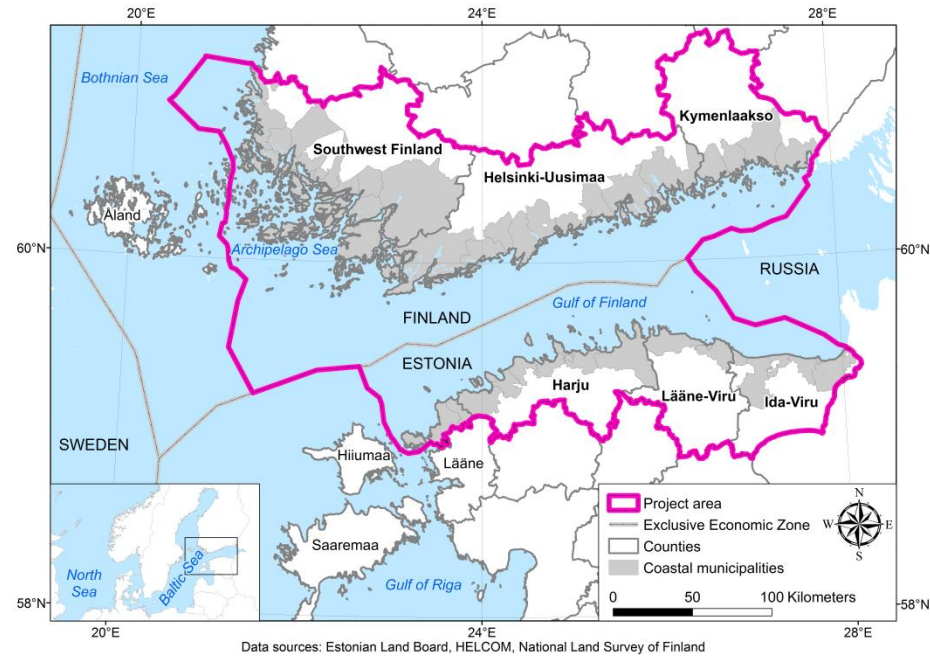 20°E
24°E
28°E
Bothnian Sea
Kymenlaakso
Southwest Finland
Helsinki-Uusimaa
Åland
60°N
60°N
Archipelago Sea
RUSSIA
Gulf of Finland
FINLAND
ESTONIA
Harju
Lääne-Viru
Ida-Viru
SWEDEN
Hiiumaa
Lääne
Saaremaa
Gulf of Riga
North
Sea
Baltic Sea
Project area
Exclusive Economic Zone
Counties
Coastal municipalities
N
W
E
S
0 50 100 Kilometers
58°N
58°N
20°E
24°E
28°E
Data sources: Estonian Land Board, HELCOM, National Land Survey of Finland